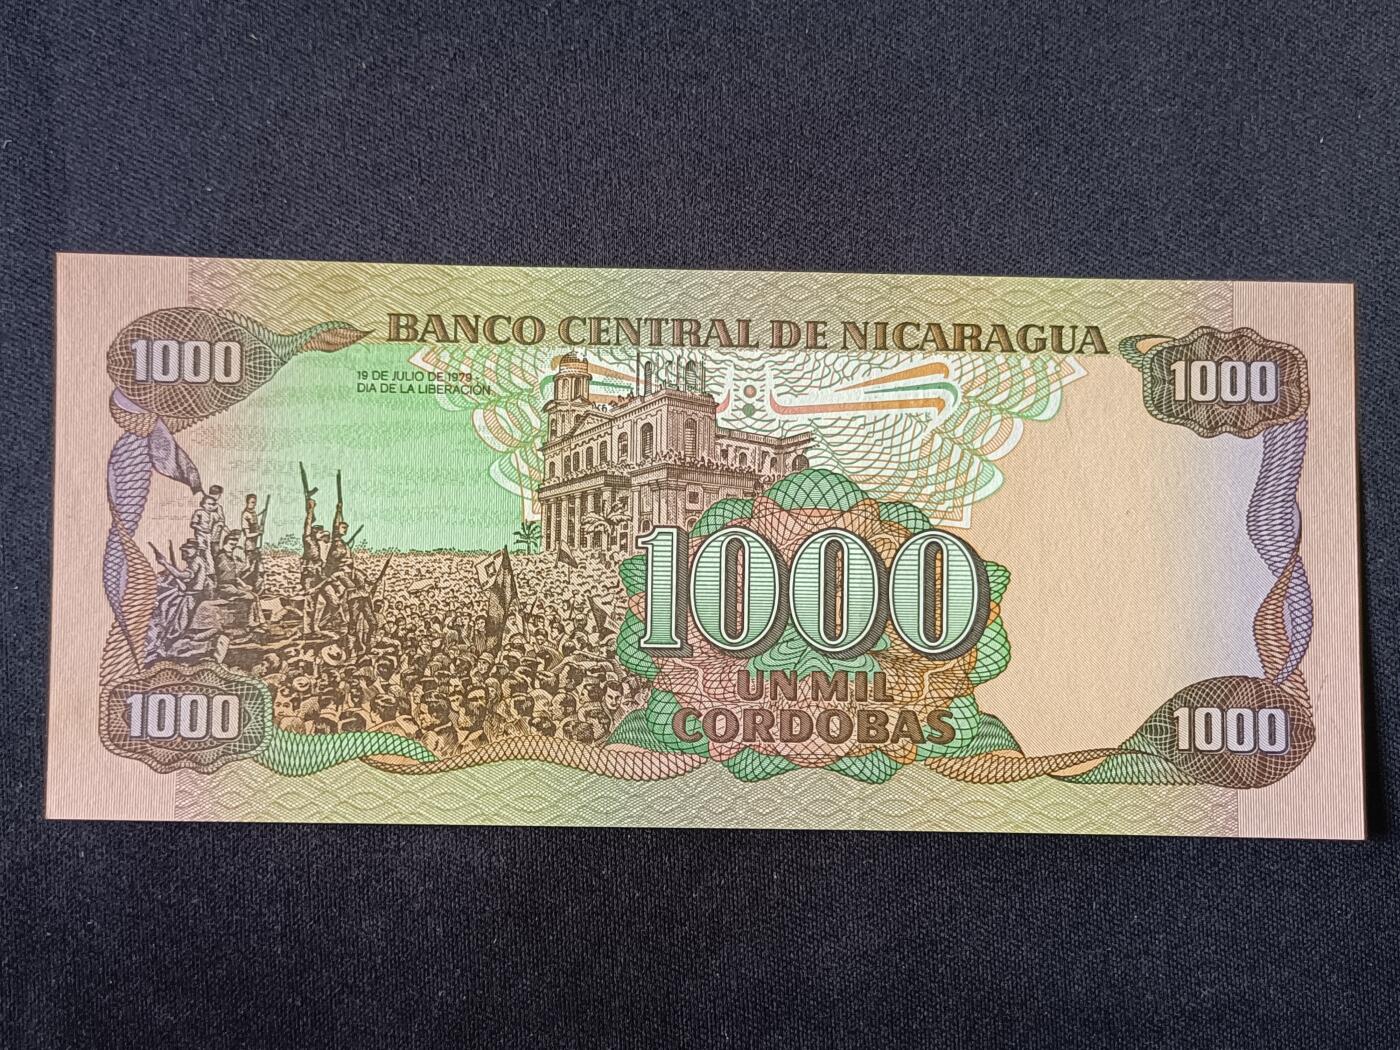 BANCO CENTRAL DE NICARAGUA
1000
1000
19 DE JULIO DE 1979
DIA DE LA LIBERACIÓN
1000
UN MIL
CORDOBAS
1000
1000